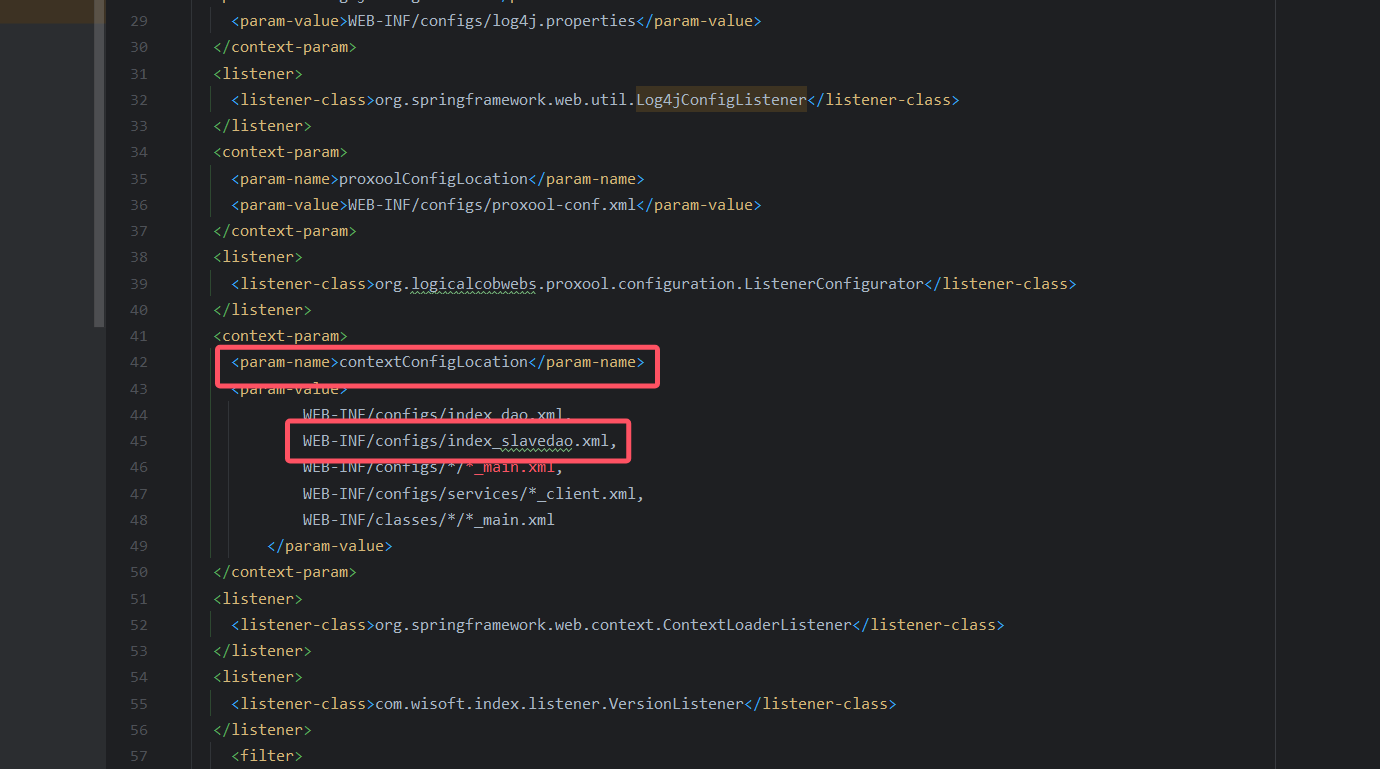 29 <param-value>WEB-INF/configs/log4j.properties</param-value>
30 </context-param>
31 <listener>
32 <listener-class>org.springframework.web.util.Log4jConfigListener</listener-class>
33 </listener>
34 <context-param>
35 <param-name>proxoolConfigLocation</param-name>
36 <param-value>WEB-INF/configs/proxool-conf.xml</param-value>
37 </context-param>
38 <listener>
39 <listener-class>org.logicalcobwebs.proxool.configuration.ListenerConfigurator</listener-class>
40 </listener>
41 <context-param>
42 <param-name>contextConfigLocation</param-name>
43 <param-value>
44 WEB-INF/configs/index_dao.xml,
45 WEB-INF/configs/index_slavedao.xml,
46 WEB-INF/configs/*/*_main.xml,
47 WEB-INF/configs/services/*_client.xml,
48 WEB-INF/classes/*/*_main.xml
49 </param-value>
50 </context-param>
51 <listener>
52 <listener-class>org.springframework.web.context.ContextLoaderListener</listener-class>
53 </listener>
54 <listener>
55 <listener-class>com.wisoft.index.listener.VersionListener</listener-class>
56 </listener>
57 <filter>